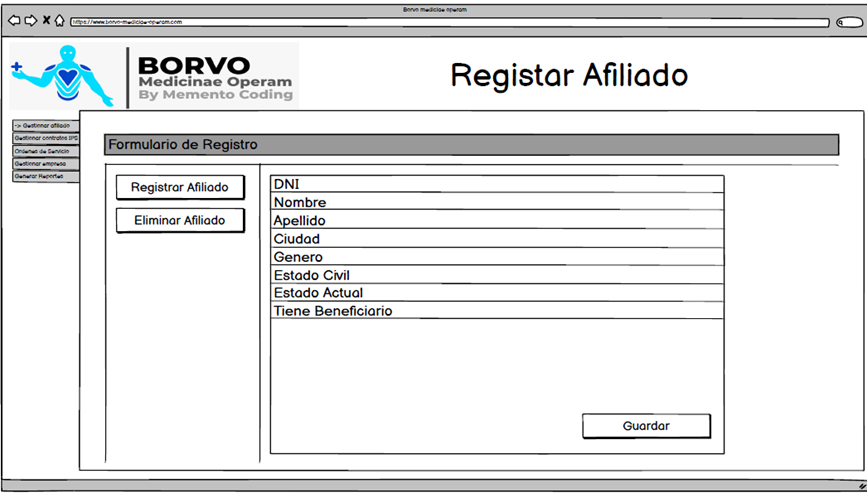 Borvo medicina operam
https://www.borvo-medicina-operam.com
BORVO
Medicinae Operam
By Memento Coding
Registar Afiliado
-> Gestionar afiliado
Gestionar contratos IPS
Ordenes de Servicio
Gestionar empresa
Generar Reportes
Formulario de Registro
Registrar Afiliado
Eliminar Afiliado
DNI
Nombre
Apellido
Ciudad
Genero
Estado Civil
Estado Actual
Tiene Beneficiario
Guardar